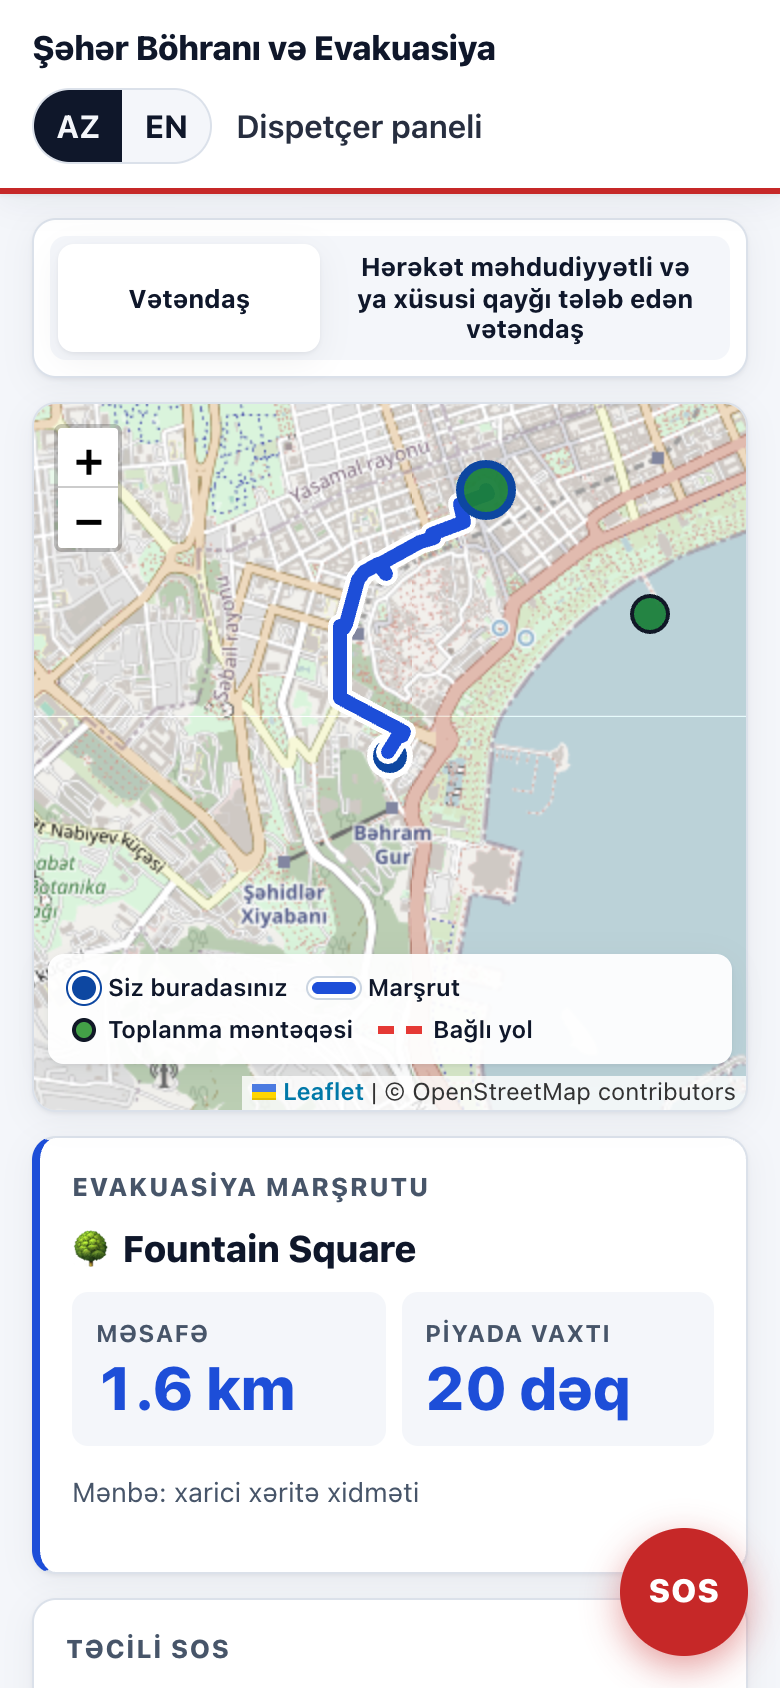 Şəhər Böhranı və Evakuasiya
AZ EN Dispetçer paneli
Vətəndaş
Hərəkət məhdudiyyətli və
ya xüsusi qayğı tələb edən
vətəndaş
+
−
Yasamal rayonu
Səbail rayonu
Nəbiyev küçəsi
Bəhram
Gur
abət
Botanika
ağı
Şəhidlər
Xiyabanı
Siz buradasınız Marşrut
Toplanma məntəqəsi Bağlı yol
Leaflet | © OpenStreetMap contributors
EVAKUASİYA MARŞRUTU
Fountain Square
MƏSAFƏ
1.6 km
PİYADA VAXTI
20 dəq
Mənbə: xarici xəritə xidməti
SOS
TƏCİLİ SOS